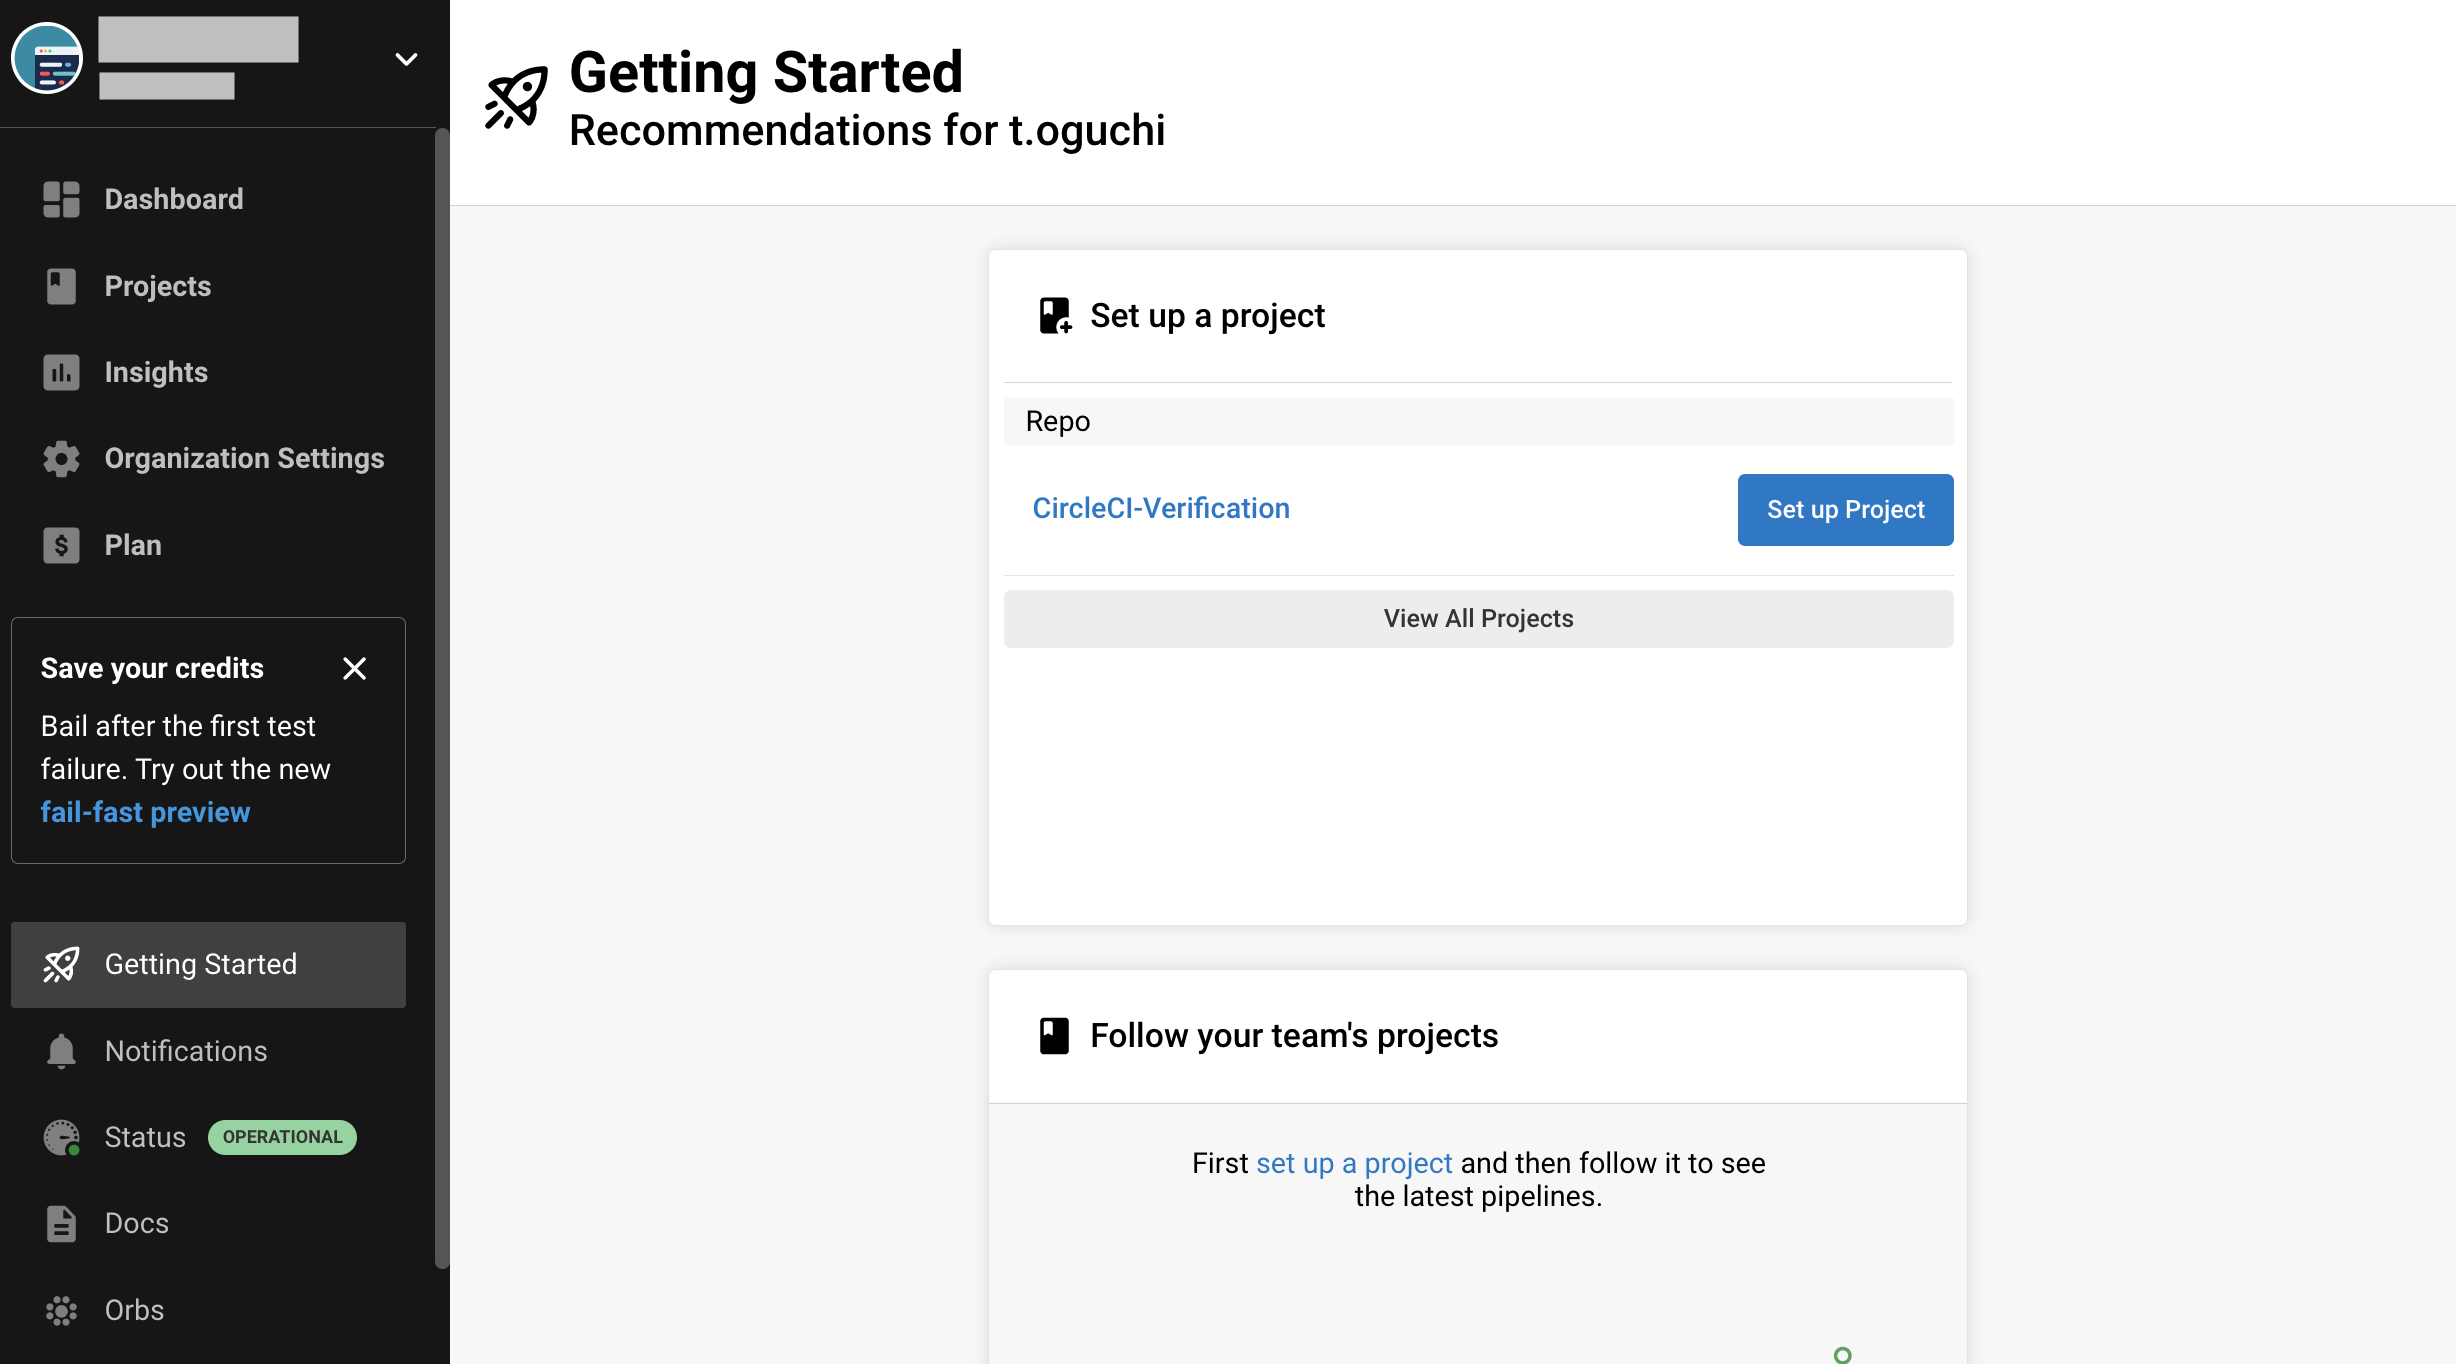 Dashboard
Projects
Insights
Organization Settings
Plan
Save your credits
Bail after the first test
failure. Try out the new
fail-fast preview
Getting Started
Notifications
Status OPERATIONAL
Docs
Orbs
Getting Started
Recommendations for t.oguchi
Set up a project
Repo
CircleCI-Verification
Set up Project
View All Projects
Follow your team's projects
First set up a project and then follow it to see
the latest pipelines.